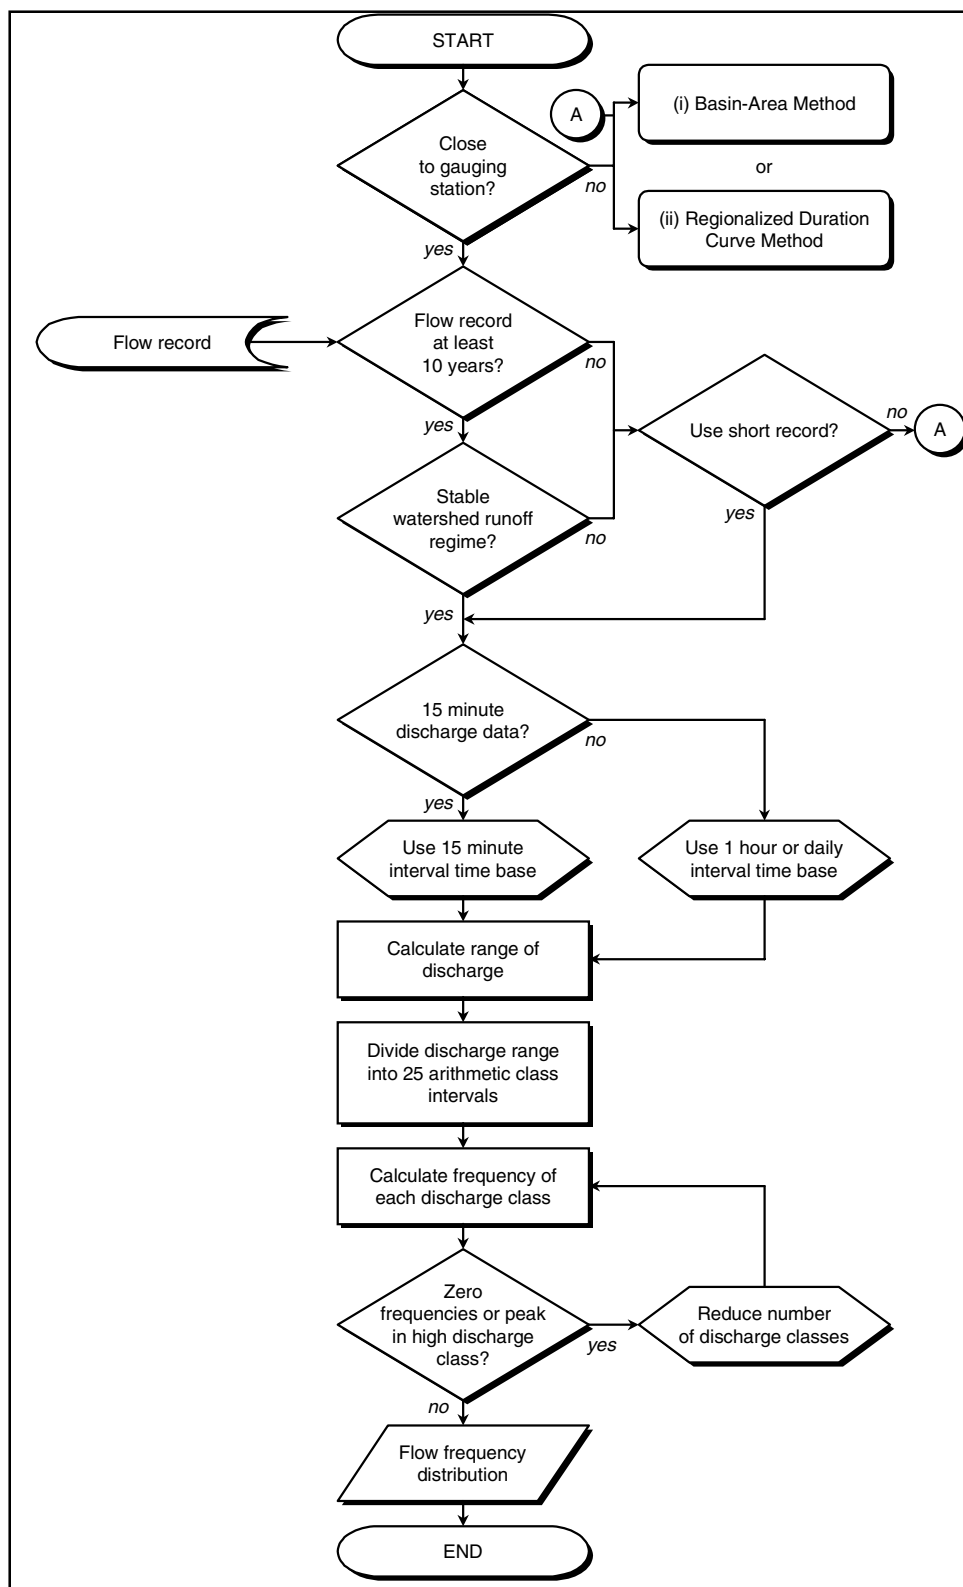 START
A
(i) Basin-Area Method
Close
to gauging
station?
no
or
(ii) Regionalized Duration
Curve Method
yes
Flow record
Flow record
at least
10 years?
no
yes
Use short record?
no
A
yes
Stable
watershed runoff
regime?
no
yes
15 minute
discharge data?
no
yes
Use 15 minute
interval time base
Use 1 hour or daily
interval time base
Calculate range of
discharge
Divide discharge range
into 25 arithmetic class
intervals
Calculate frequency of
each discharge class
Zero
frequencies or peak
in high discharge
class?
yes
Reduce number
of discharge classes
no
Flow frequency
distribution
END